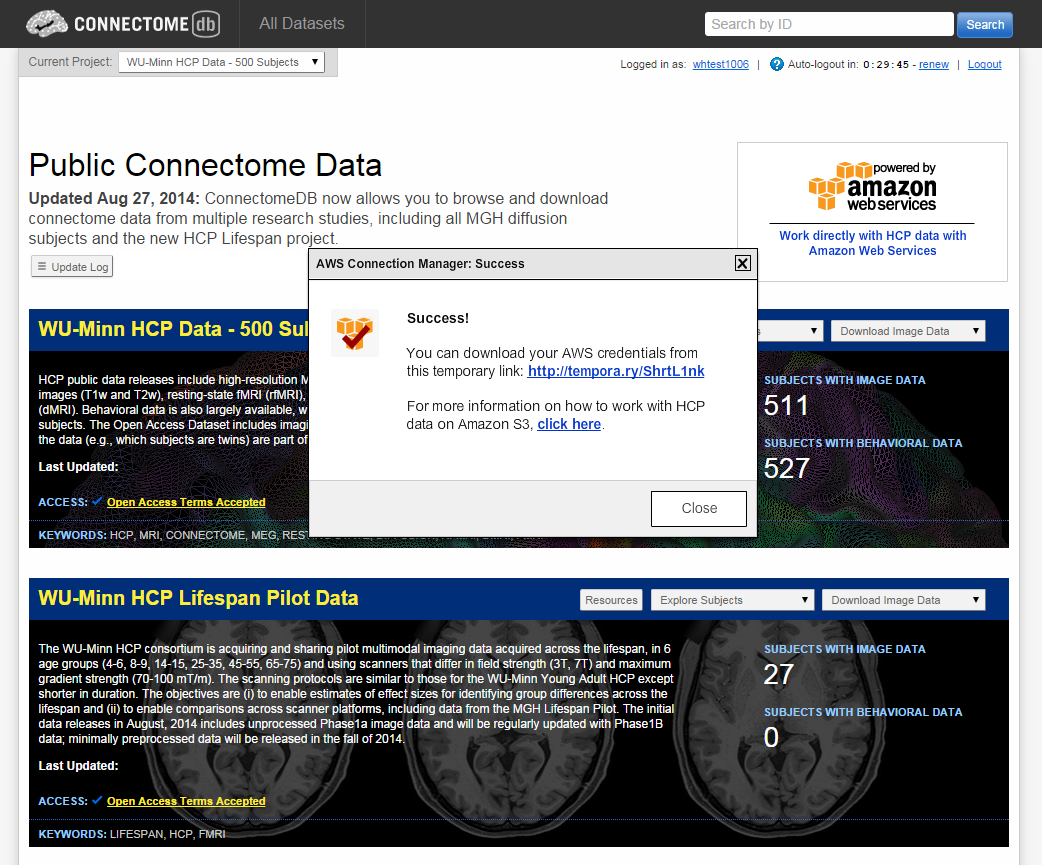 CONNECTOME db
All Datasets
Search by ID
Search
Current Project:
WU-Minn HCP Data - 500 Subjects
Logged in as: whtest1006 | ? Auto-logout in: 0:29:45 - renew | Logout
Public Connectome Data
Updated Aug 27, 2014: ConnectomeDB now allows you to browse and download
connectome data from multiple research studies, including all MGH diffusion
subjects and the new HCP Lifespan project.
Update Log
powered by
amazon
web services
Work directly with HCP data with
Amazon Web Services
AWS Connection Manager: Success
Success!
You can download your AWS credentials from
this temporary link: http://tempora.ry/ShrtL1nk
For more information on how to work with HCP
data on Amazon S3, click here.
Close
WU-Minn HCP Data - 500
Download Image Data
HCP public data releases include high-resolution
images (T1w and T2w), resting-state fMRI (rfMRI),
(dMRI). Behavioral data is also largely available,
subjects. The Open Access Dataset includes
the data (e.g., which subjects are twins) are part of
Last Updated:
ACCESS: Open Access Terms Accepted
KEYWORDS: HCP, MRI, CONNECTOME, MEG,
SUBJECTS WITH IMAGE DATA
511
SUBJECTS WITH BEHAVIORAL DATA
527
WU-Minn HCP Lifespan Pilot Data
Resources
Explore Subjects
Download Image Data
The WU-Minn HCP consortium is acquiring and sharing pilot multimodal imaging data acquired across the lifespan, in 6
age groups (4-6, 8-9, 14-15, 25-35, 45-55, 65-75) and using scanners that differ in field strength (3T, 7T) and maximum
gradient strength (70-100 mT/m). The scanning protocols are similar to those for the WU-Minn Young Adult HCP except
shorter in duration. The objectives are (i) to enable estimates of effect sizes for identifying group differences across the
lifespan and (ii) to enable comparisons across scanner platforms, including data from the MGH Lifespan Pilot. The initial
data releases in August, 2014 includes unprocessed Phase1a image data and will be regularly updated with Phase1B
data; minimally preprocessed data will be released in the fall of 2014.
Last Updated:
ACCESS: Open Access Terms Accepted
KEYWORDS: LIFESPAN, HCP, FMRI
SUBJECTS WITH IMAGE DATA
27
SUBJECTS WITH BEHAVIORAL DATA
0